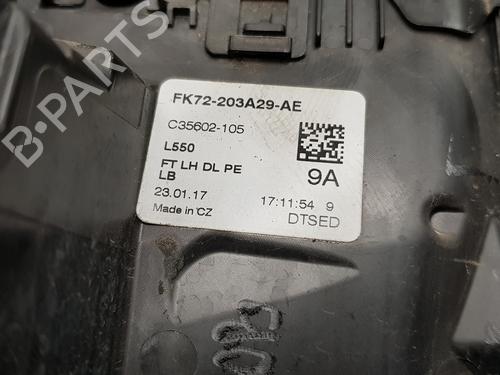 FK72-203A29-AE
C35602-105
L550
FT LH DL PE
LB
9A
23.01.17
17:11:54 9
Made in CZ
DTSED
B-PARTS